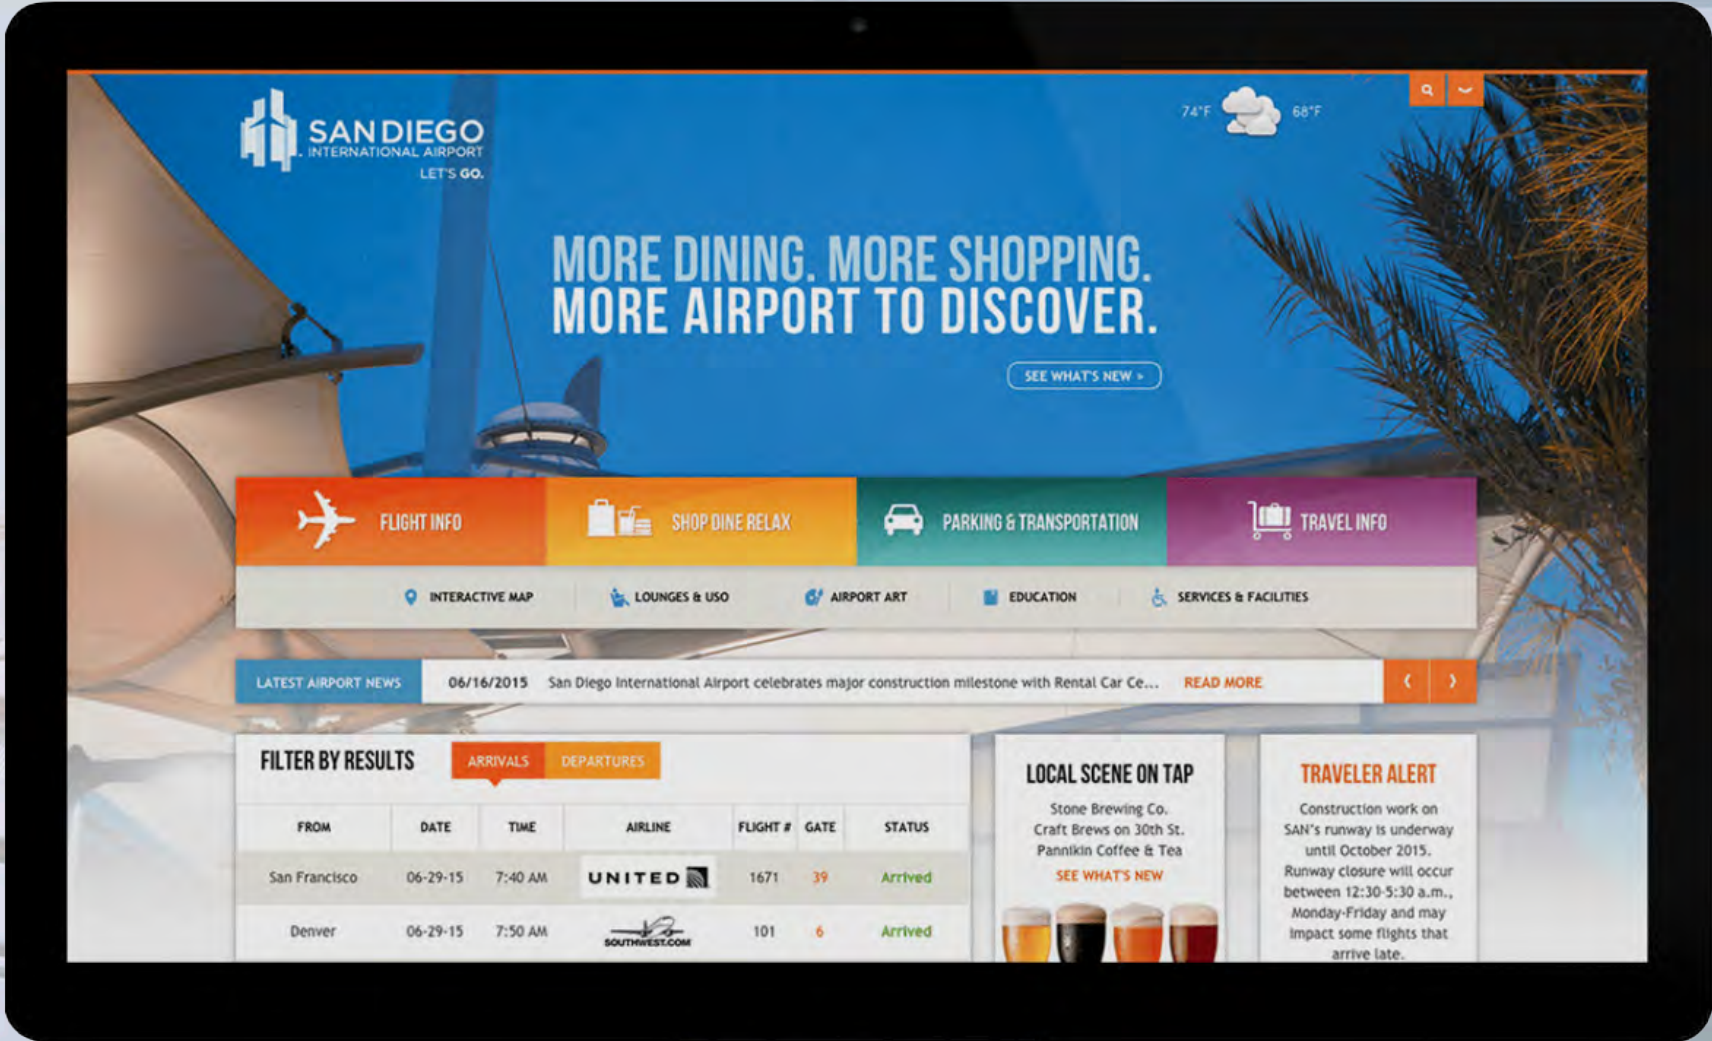 SAN DIEGO
INTERNATIONAL AIRPORT
LET'S GO.
74°F
68°F
MORE DINING. MORE SHOPPING.
MORE AIRPORT TO DISCOVER.
SEE WHAT'S NEW >
FLIGHT INFO
SHOP DINE RELAX
PARKING & TRANSPORTATION
TRAVEL INFO
INTERACTIVE MAP
LOUNGES & USO
AIRPORT ART
EDUCATION
SERVICES & FACILITIES
LATEST AIRPORT NEWS
06/16/2015 San Diego International Airport celebrates major construction milestone with Rental Car Ce... READ MORE
FILTER BY RESULTS
ARRIVALS
DEPARTURES
FROM DATE TIME AIRLINE FLIGHT # GATE STATUS
San Francisco 06-29-15 7:40 AM UNITED 1671 39 Arrived
Denver 06-29-15 7:50 AM SOUTHWEST.COM 101 6 Arrived
LOCAL SCENE ON TAP
Stone Brewing Co.
Craft Brews on 30th St.
Pannikin Coffee & Tea
SEE WHAT'S NEW
TRAVELER ALERT
Construction work on
SAN's runway is underway
until October 2015.
Runway closure will occur
between 12:30-5:30 a.m.,
Monday-Friday and may
impact some flights that
arrive late.